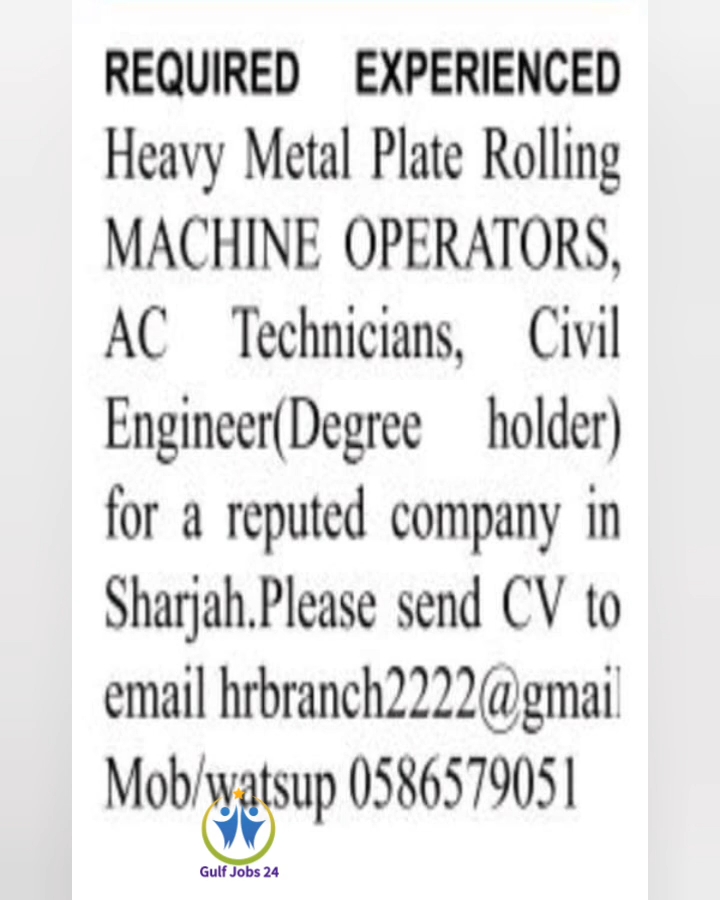 REQUIRED EXPERIENCED
Heavy Metal Plate Rolling
MACHINE OPERATORS,
AC Technicians, Civil
Engineer(Degree holder)
for a reputed company in
Sharjah.Please send CV to
email hrbranch2222@gmail
Mob/watsup 0586579051
Gulf Jobs 24